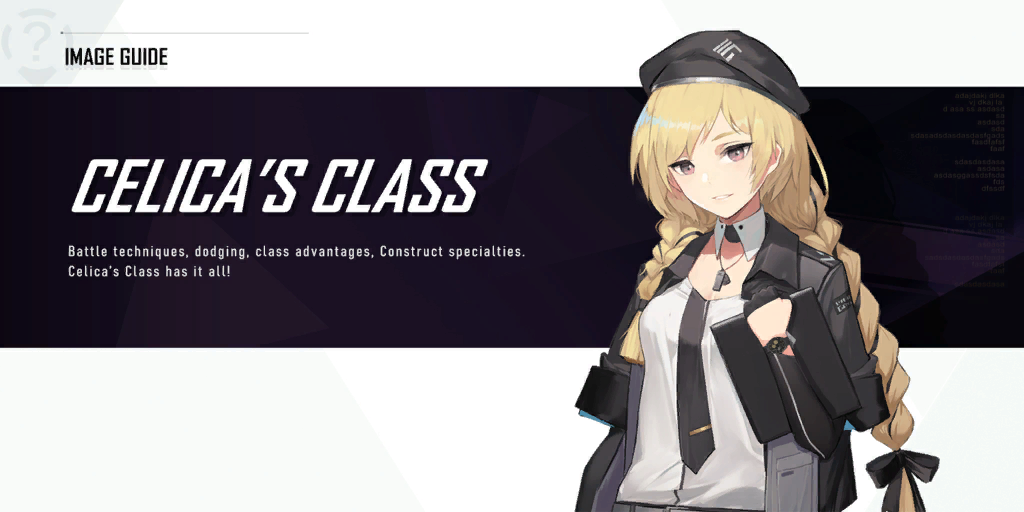 IMAGE GUIDE
CELICA'S CLASS
Battle techniques, dodging, class advantages, Construct specialties.
Celica's Class has it all!